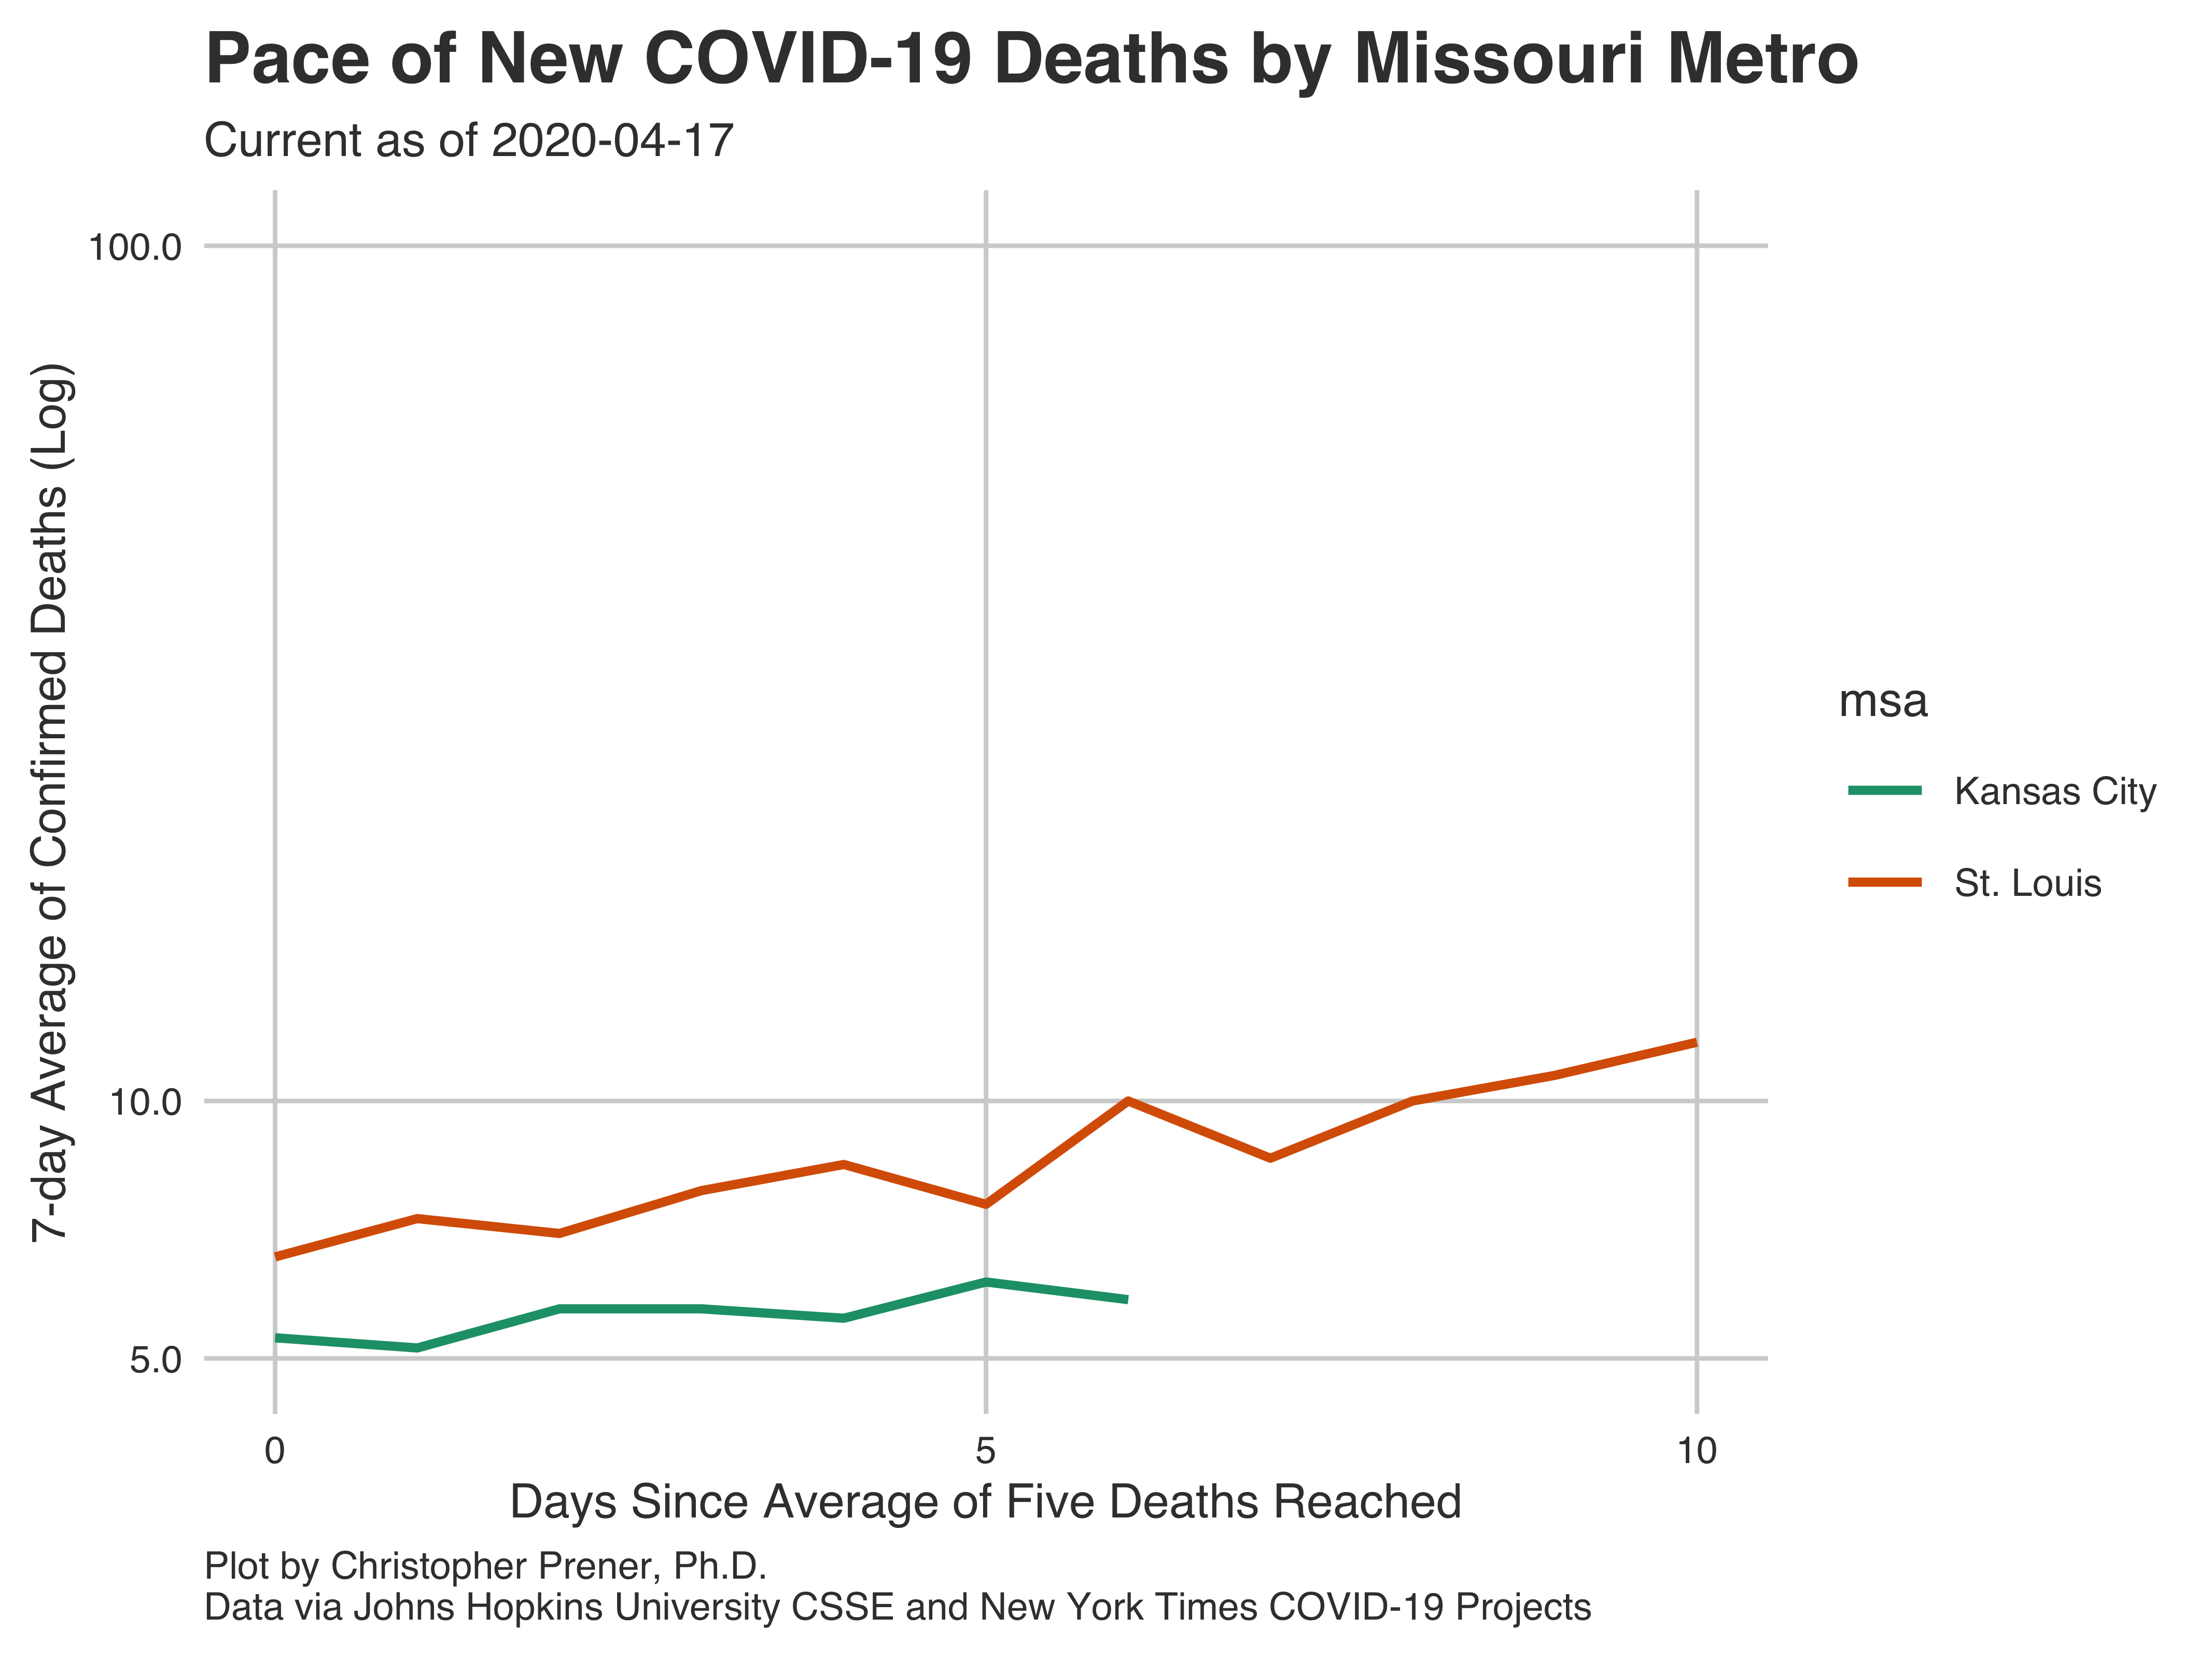 Pace of New COVID-19 Deaths by Missouri Metro
Current as of 2020-04-17
7-day Average of Confirmed Deaths (Log)
100.0
10.0
5.0
0
5
10
Days Since Average of Five Deaths Reached
msa
Kansas City
St. Louis
Plot by Christopher Prener, Ph.D.
Data via Johns Hopkins University CSSE and New York Times COVID-19 Projects